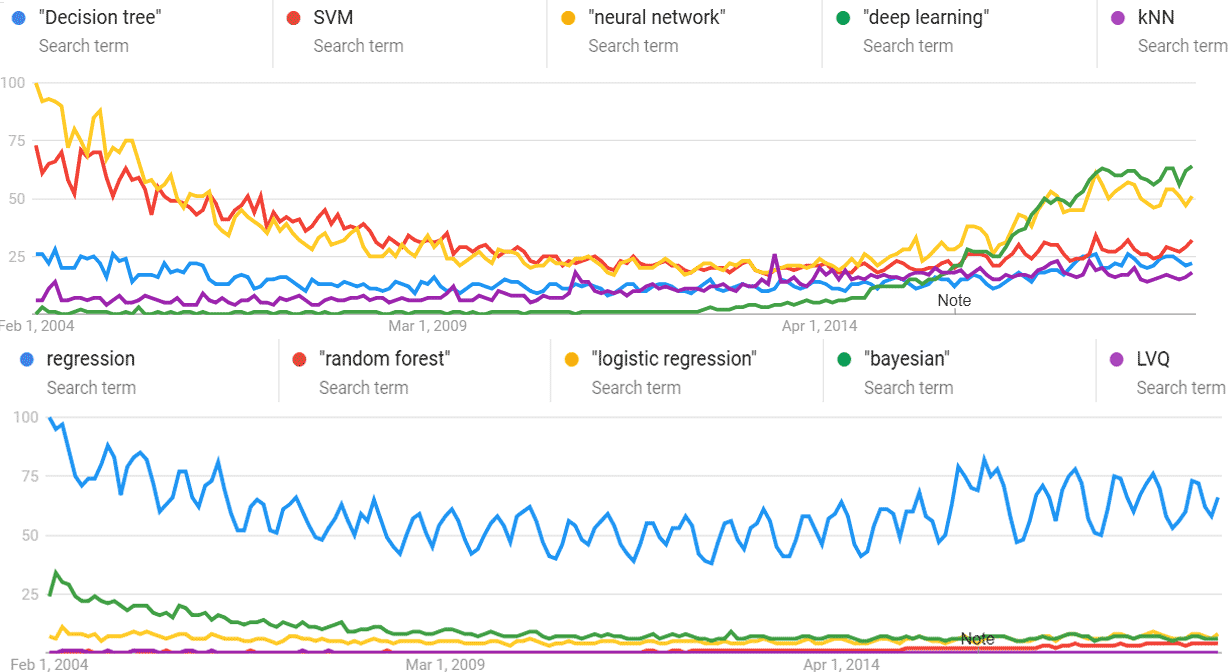 "Decision tree" SVM "neural network" "deep learning" kNN
Search term Search term Search term Search term Search term
100
75
50
25
Note
Feb 1, 2004 Mar 1, 2009 Apr 1, 2014
regression "random forest" "logistic regression" "bayesian" LVQ
Search term Search term Search term Search term Search term
100
75
50
25
Note
Feb 1, 2004 Mar 1, 2009 Apr 1, 2014